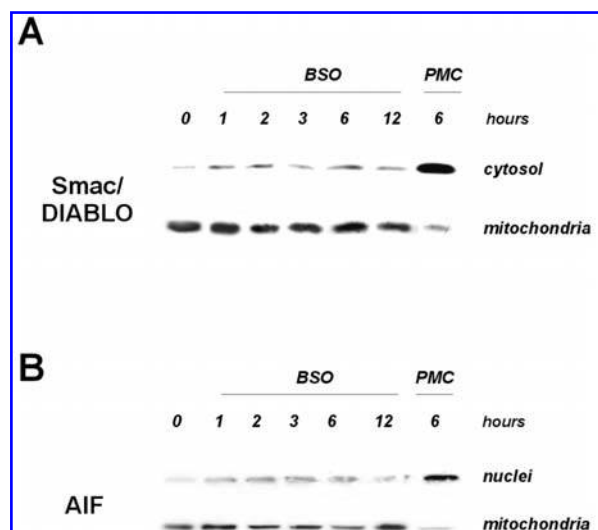 A
BSO PMC
0 1 2 3 6 12 6 hours
cytosol
Smac/
DIABLO
mitochondria
B
BSO PMC
0 1 2 3 6 12 6 hours
nuclei
AIF
mitochondria